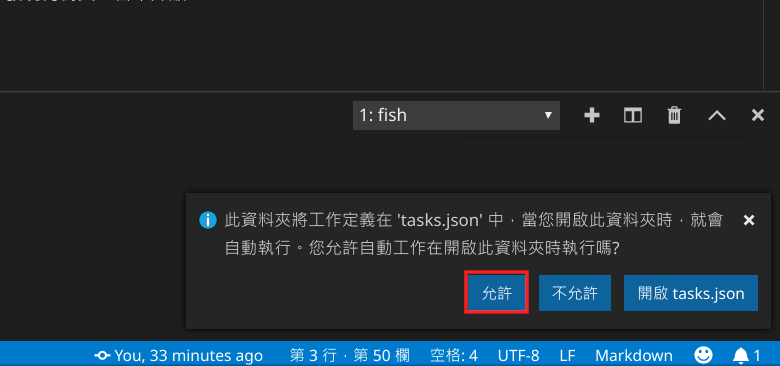 1: fish
此資料夾將工作定義在 'tasks.json' 中，當您開啟此資料夾時，就會
自動執行。您允許自動工作在開啟此資料夾時執行嗎?
允許 不允許 開啟 tasks.json
You, 33 minutes ago 第 3 行，第 50 欄 空格: 4 UTF-8 LF Markdown 1